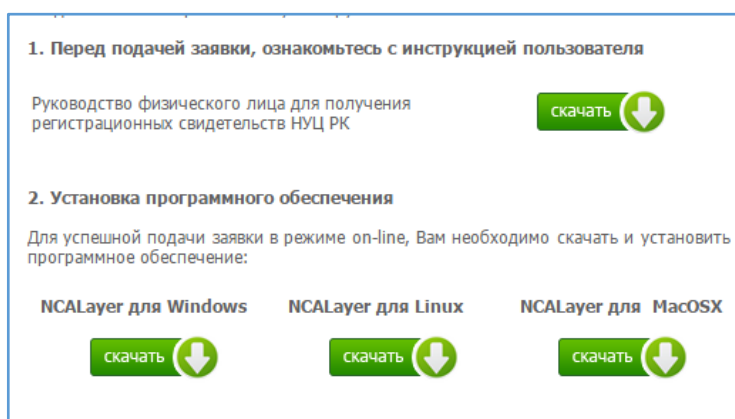 1. Перед подачей заявки, ознакомьтесь с инструкцией пользователя
Руководство физического лица для получения
регистрационных свидетельств НУЦ РК
скачать
2. Установка программного обеспечения
Для успешной подачи заявки в режиме on-line, Вам необходимо скачать и установить
программное обеспечение:
NCALayer для Windows NCALayer для Linux NCALayer для MacOSX
скачать скачать скачать